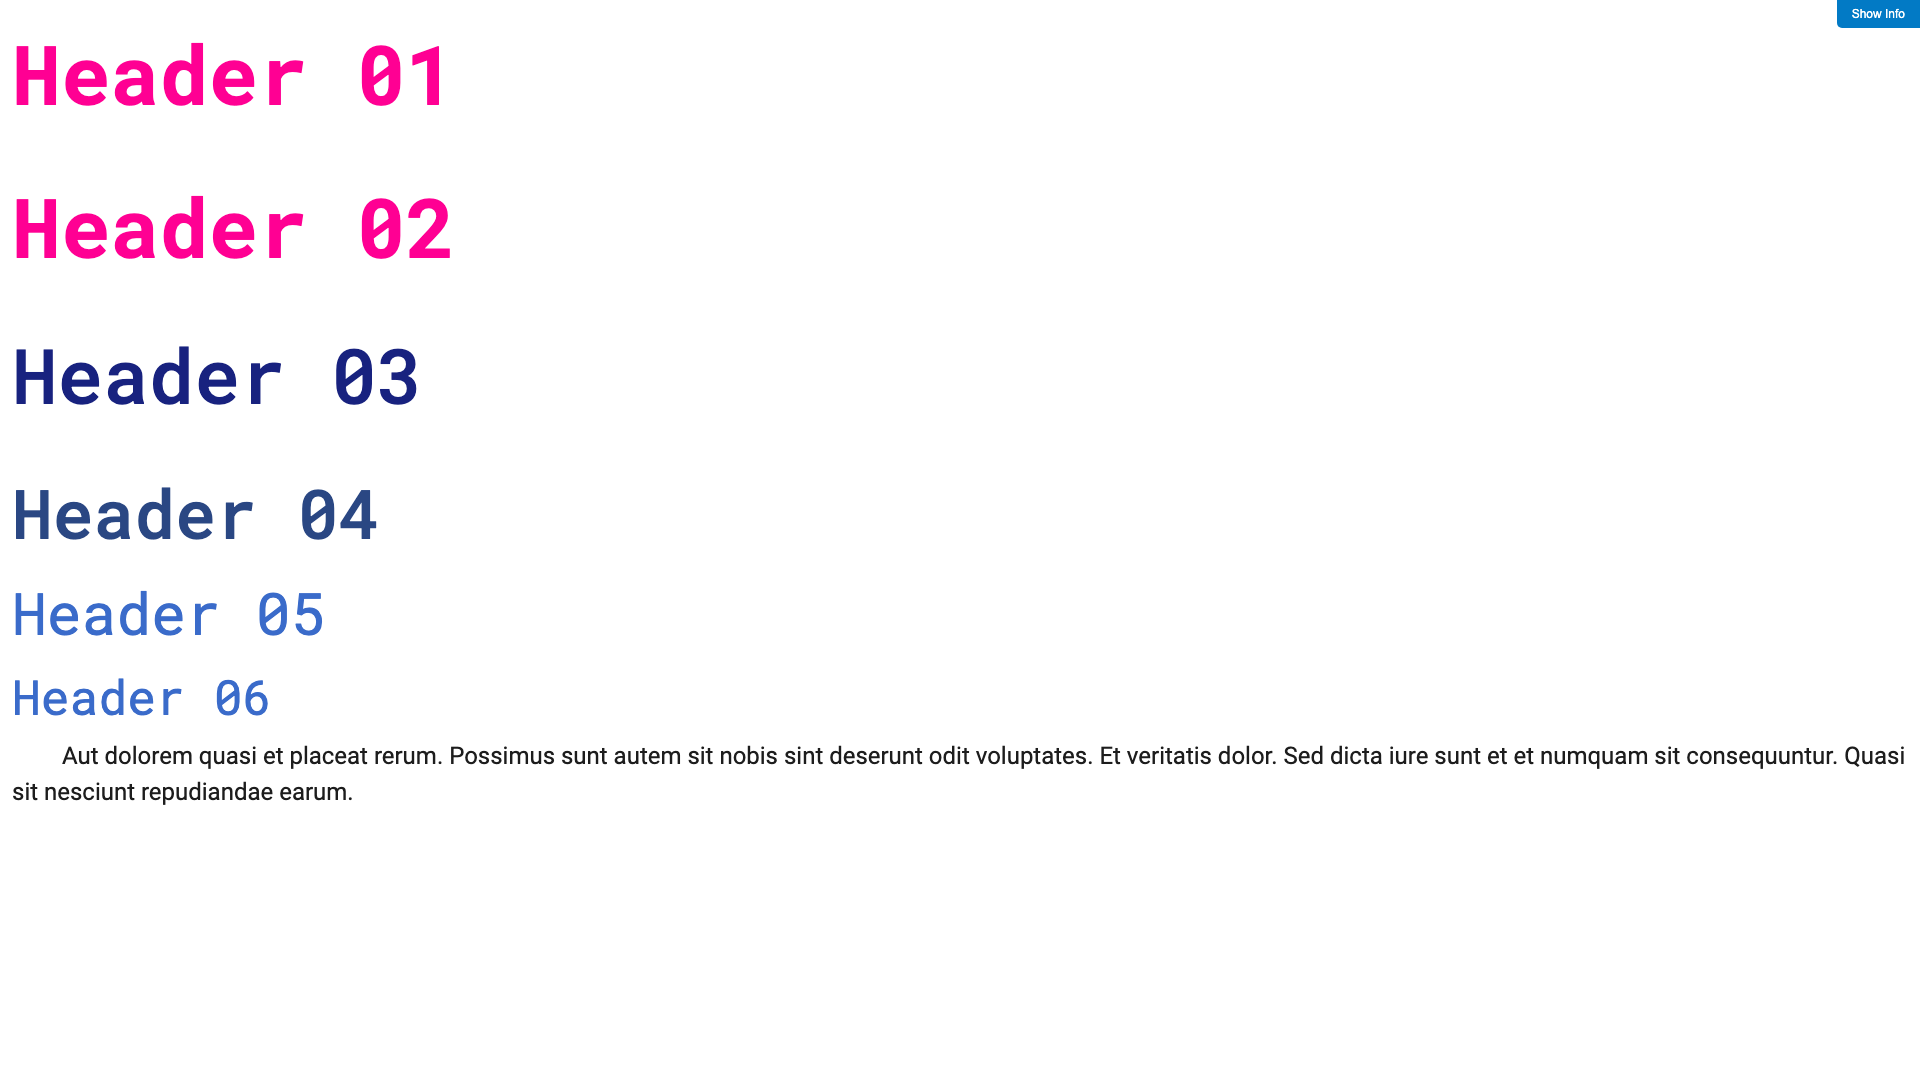 Show Info
Header 01
Header 02
Header 03
Header 04
Header 05
Header 06
Aut dolorem quasi et placeat rerum. Possimus sunt autem sit nobis sint deserunt odit voluptates. Et veritatis dolor. Sed dicta iure sunt et et numquam sit consequuntur. Quasi
sit nesciunt repudiandae earum.